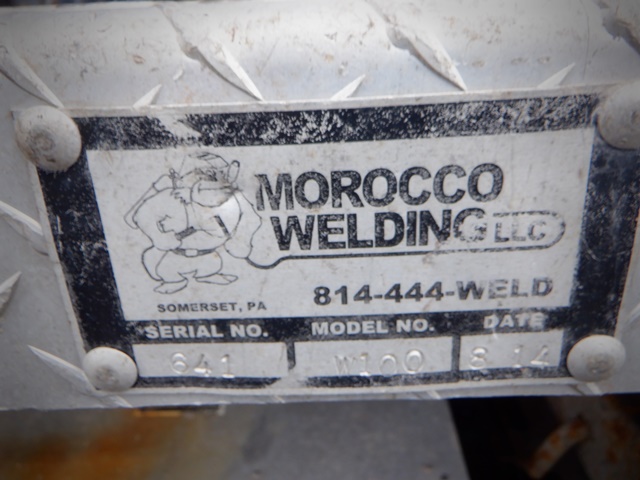 MOROCCO
WELDING LLC
814-444-WELD
SOMERSET, PA
SERIAL NO. MODEL NO. DATE
641 W100 8 14